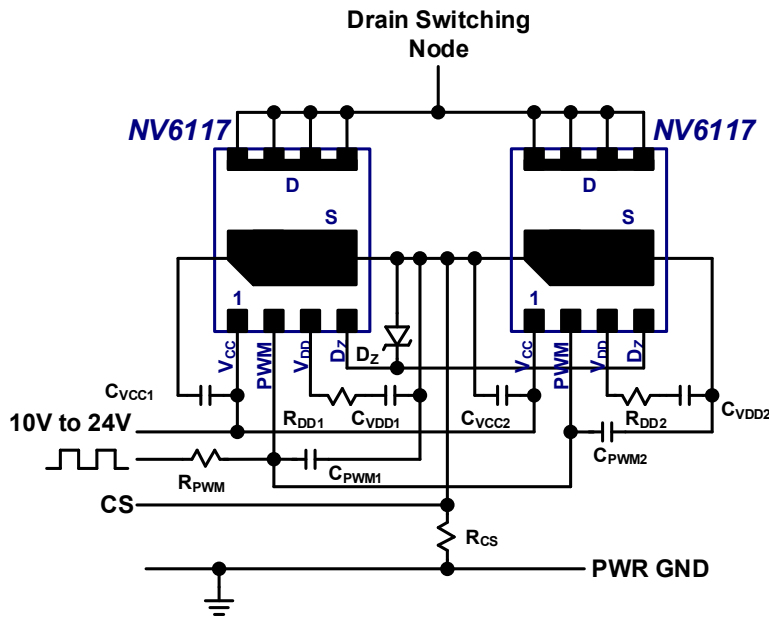 Drain Switching
Node
NV6117
NV6117
D
D
S
S
1
1
VCC
PWM
VDD
DZ
VCC
PWM
VDD
DZ
DZ
CVCC1
RDD1
CVDD1
CVCC2
RDD2
CVDD2
10V to 24V
RPWM
CPWM1
CPWM2
CS
RCS
PWR GND